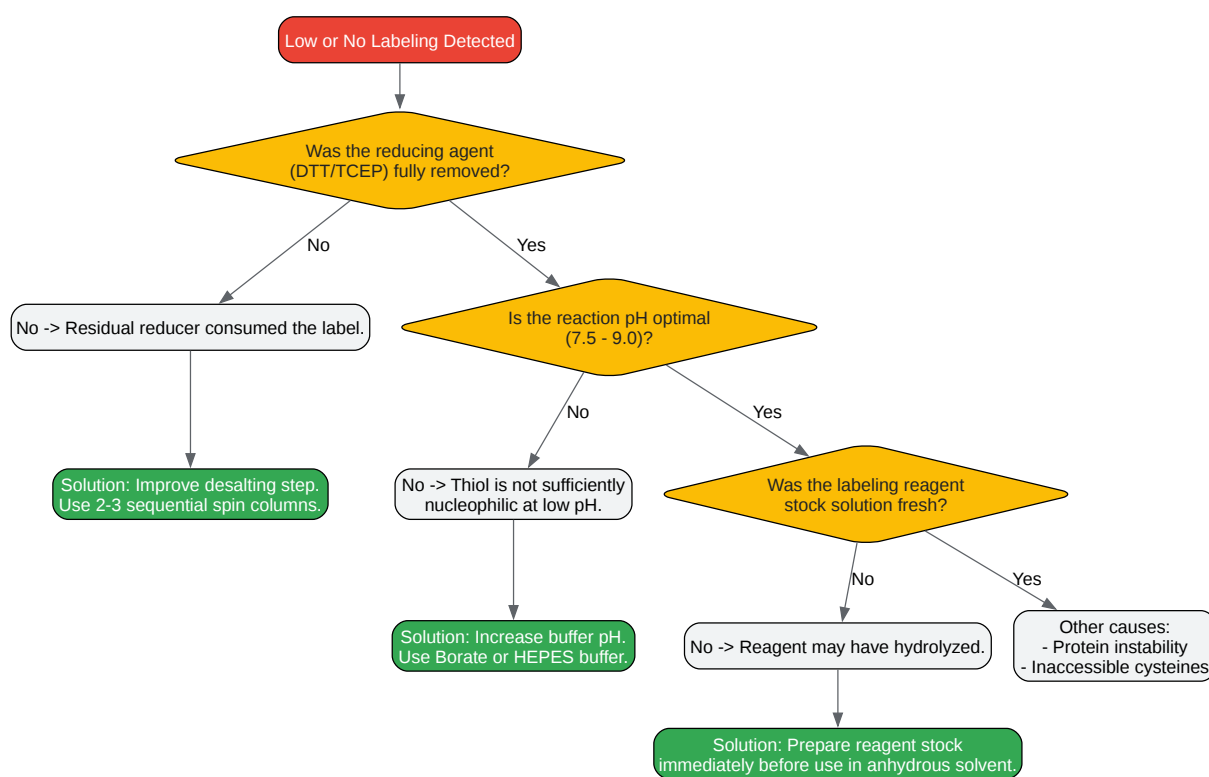 Low or No Labeling Detected
Was the reducing agent
(DTT/TCEP) fully removed?
No
Yes
No -> Residual reducer consumed the label.
Is the reaction pH optimal
(7.5 - 9.0)?
No
Yes
Solution: Improve desalting step.
Use 2-3 sequential spin columns.
No -> Thiol is not sufficiently
nucleophilic at low pH.
Was the labeling reagent
stock solution fresh?
No
Yes
Solution: Increase buffer pH.
Use Borate or HEPES buffer.
No -> Reagent may have hydrolyzed.
Other causes:
- Protein instability
- Inaccessible cysteines
Solution: Prepare reagent stock
immediately before use in anhydrous solvent.